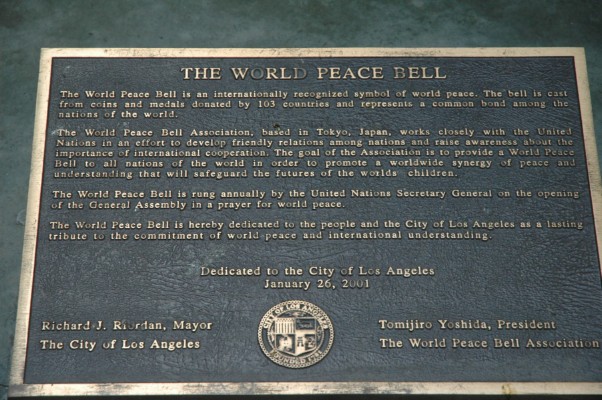 THE WORLD PEACE BELL
The World Peace Bell is an internationally recognized symbol of world peace. The bell is cast
from coins and medals donated by 103 countries and represents a common bond among the
nations of the world.
The World Peace Bell Association, based in Tokyo, Japan, works closely with the United
Nations in an effort to develop friendly relations among nations and raise awareness about the
importance of international cooperation. The goal of the Association is to provide a World Peace
Bell to all nations of the world in order to promote a worldwide synergy of peace and
understanding that will safeguard the futures of the worlds children.
The World Peace Bell is rung annually by the United Nations Secretary General on the opening
of the General Assembly in a prayer for world peace.
The World Peace Bell is hereby dedicated to the people and the City of Los Angeles as a lasting
tribute to the commitment of world peace and international understanding.
Dedicated to the City of Los Angeles
January 26, 2001
Richard J. Riordan, Mayor
The City of Los Angeles
CITY OF LOS ANGELES
FOUNDED 1781
Tomijiro Yoshida, President
The World Peace Bell Association